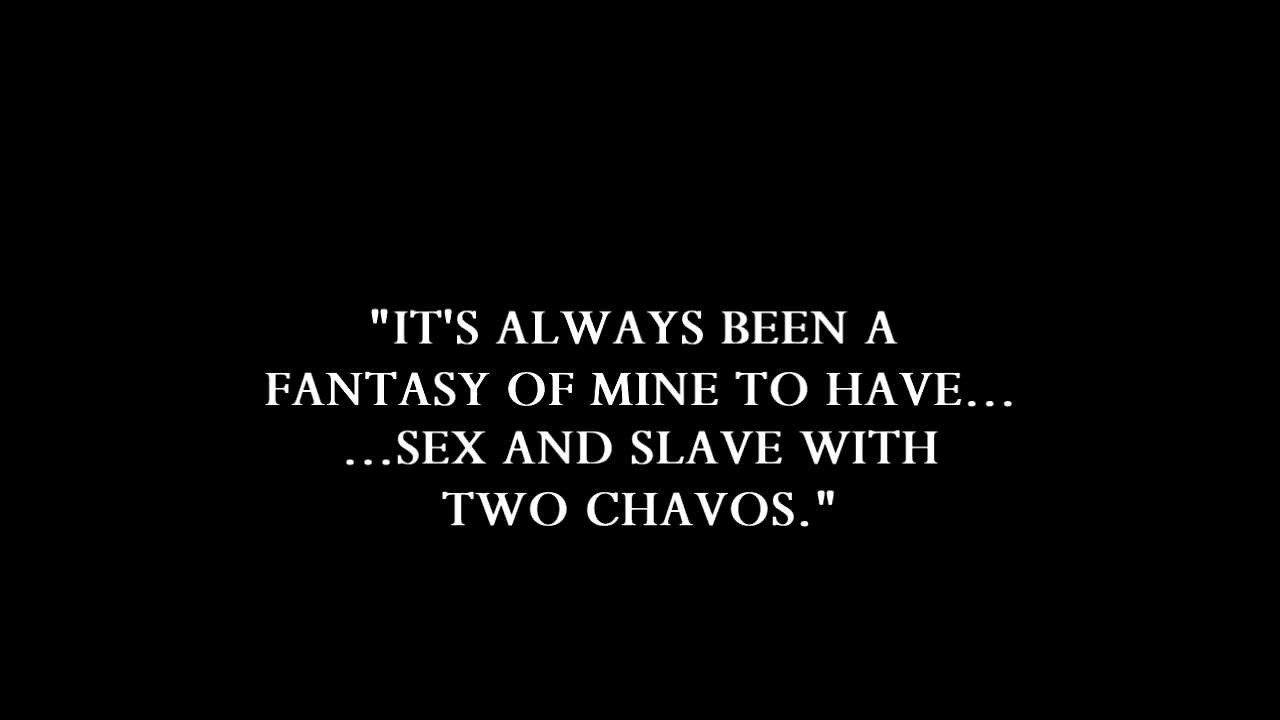 "IT'S ALWAYS BEEN A
FANTASY OF MINE TO HAVE...
...SEX AND SLAVE WITH
TWO CHAVOS."